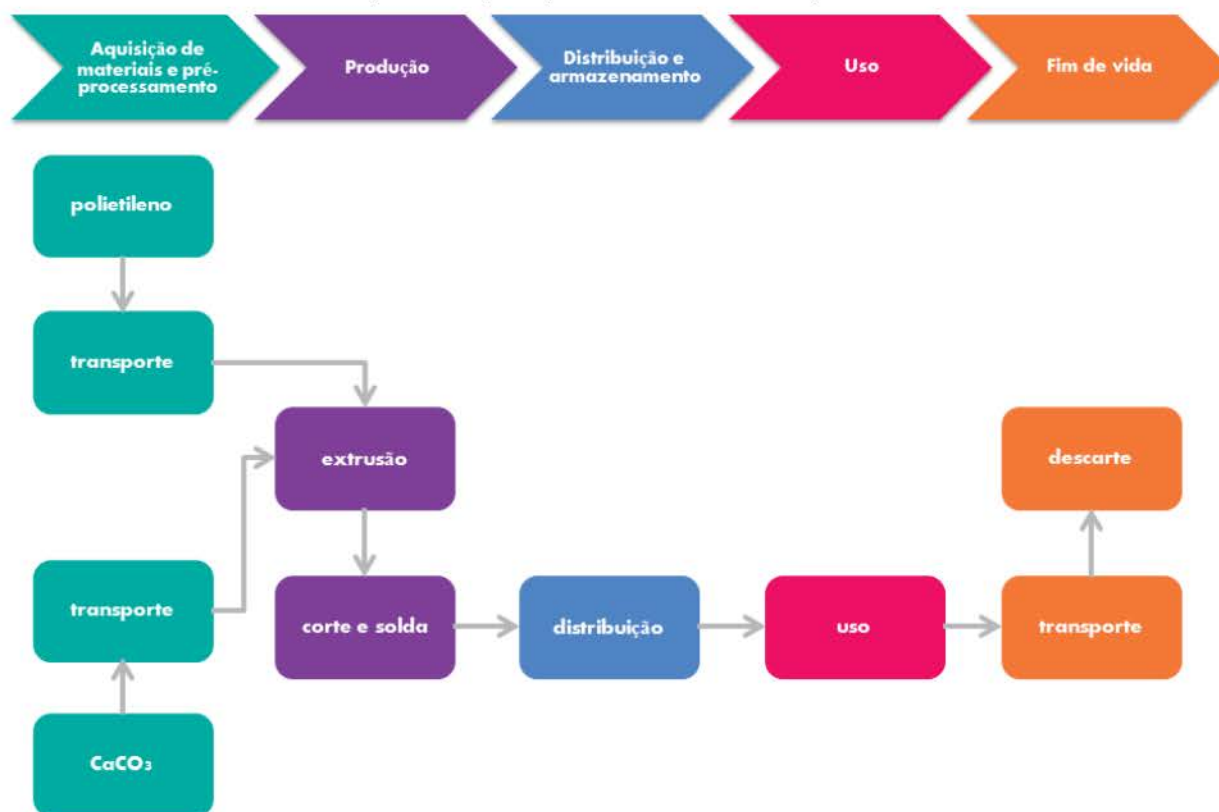 Aquisição de
materiais e pré-
processamento
Produção
Distribuição e
armazenamento
Uso
Fim de vida
polietileno
transporte
extrusão
descarte
transporte
corte e solda
distribuição
uso
transporte
CaCO₃